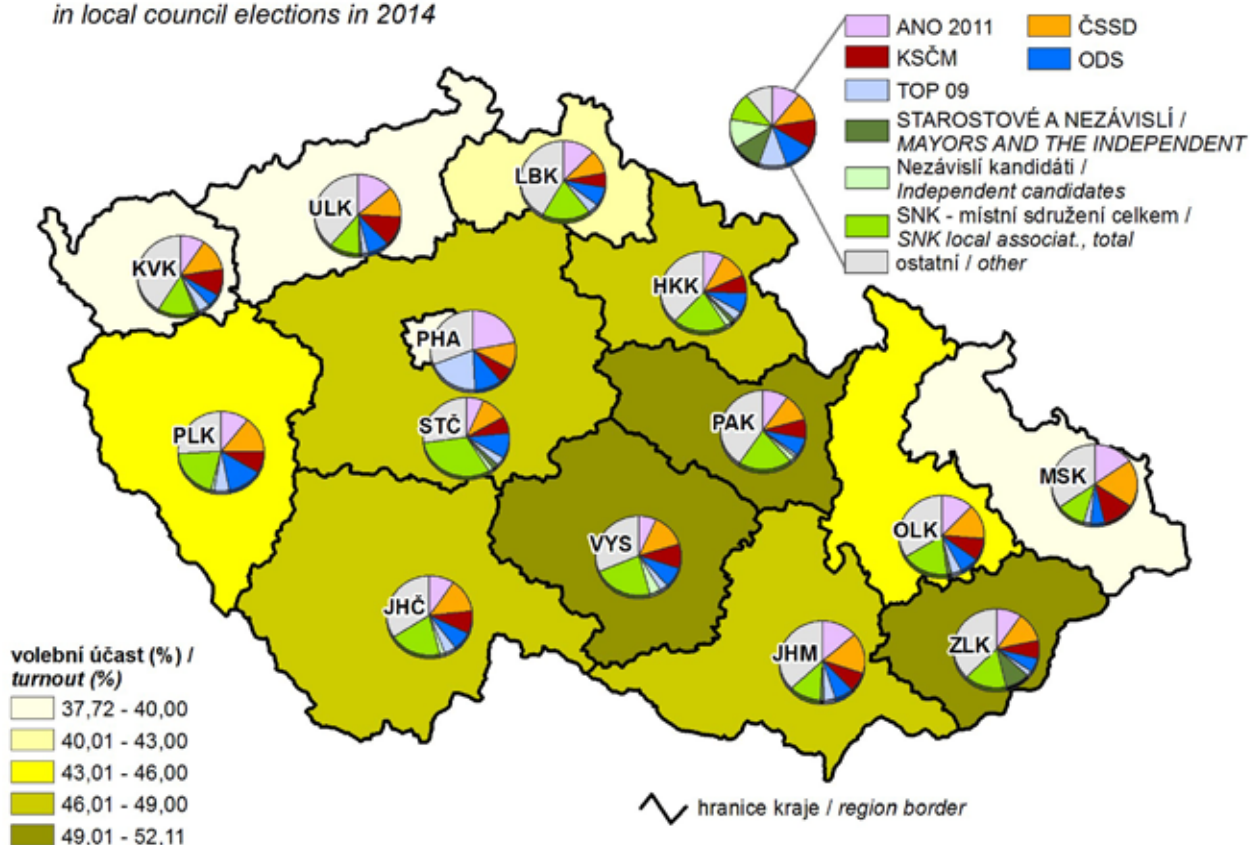 in local council elections in 2014
ANO 2011
ČSSD
KSČM
ODS
TOP 09
STAROSTOVÉ A NEZÁVISLÍ /
MAYORS AND THE INDEPENDENT
Nezávislí kandidáti /
Independent candidates
SNK - místní sdružení celkem /
SNK local associat., total
ostatní / other
LBK
ULK
KVK
HKK
PHA
STČ
PLK
PAK
MSK
OLK
VYS
JHČ
JHM
ZLK
volební účast (%) /
turnout (%)
37,72 - 40,00
40,01 - 43,00
43,01 - 46,00
46,01 - 49,00
49,01 - 52,11
hranice kraje / region border